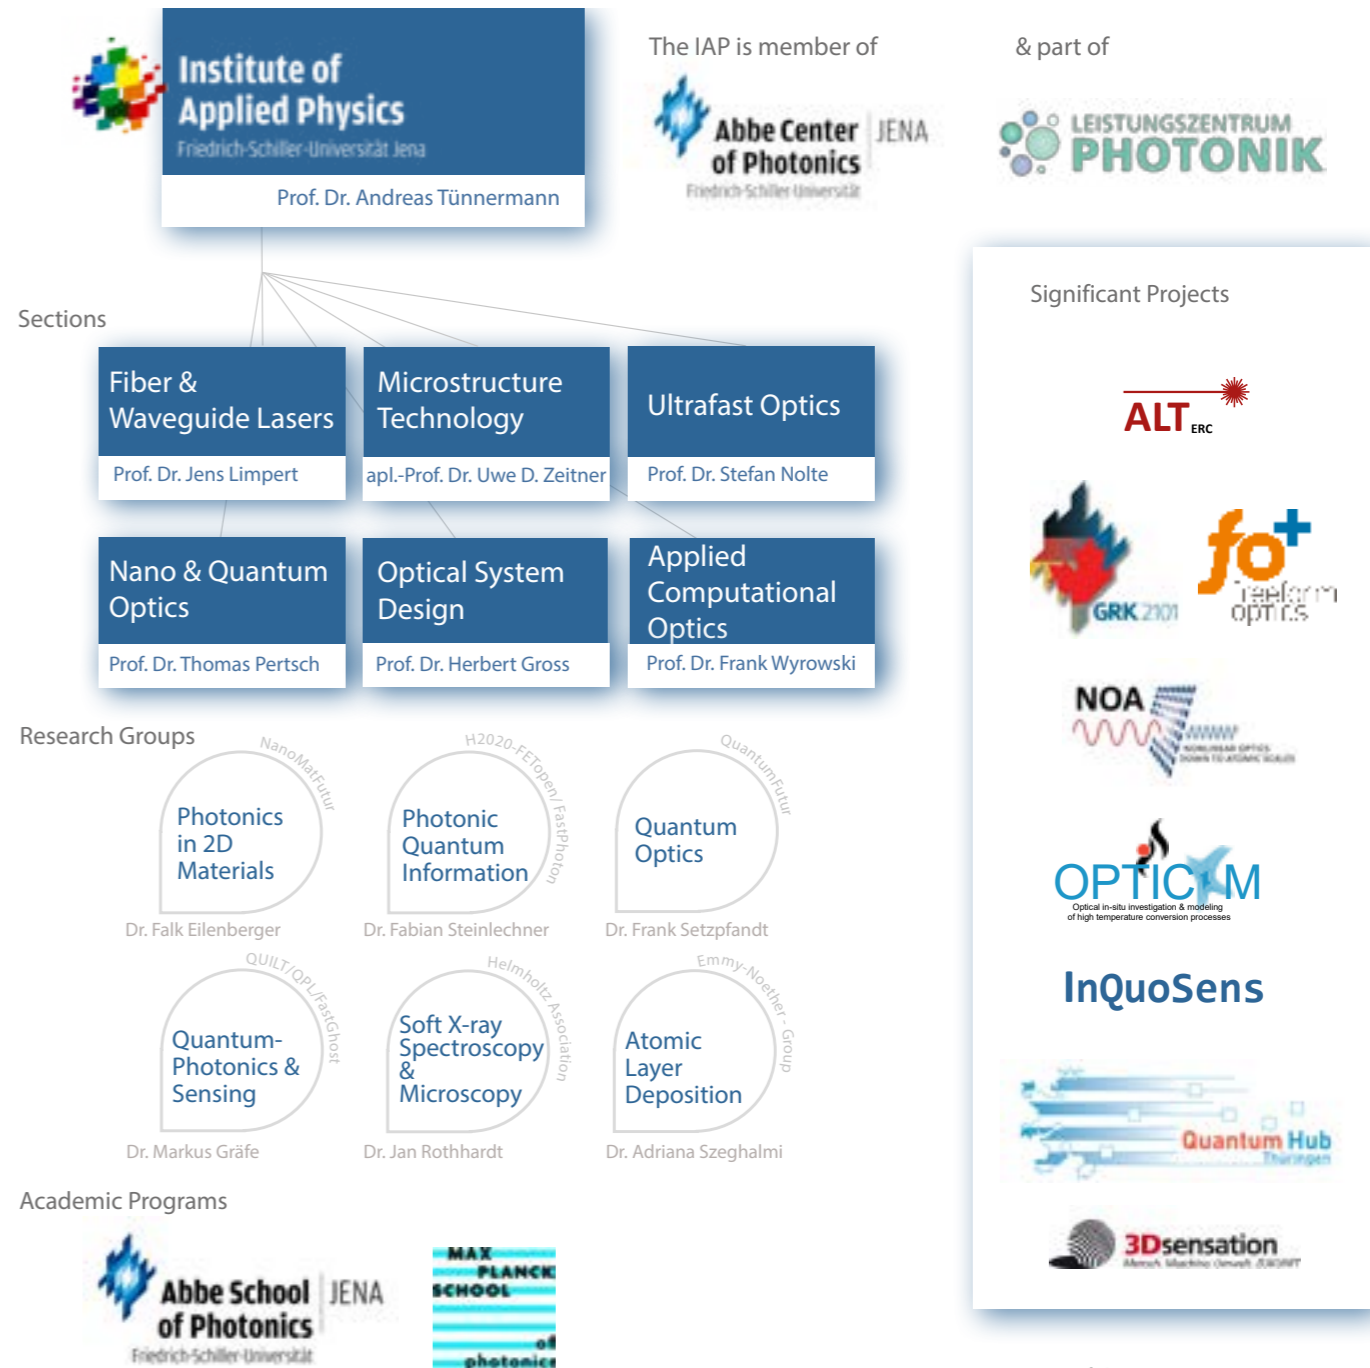 Institute of
Applied Physics
Friedrich-Schiller-Universität Jena
Prof. Dr. Andreas Tünnermann
The IAP is member of
Abbe Center
of Photonics
JENA
Friedrich-Schiller-Universität
& part of
LEISTUNGSZENTRUM
PHOTONIK
Sections
Fiber &
Waveguide Lasers
Prof. Dr. Jens Limpert
Microstructure
Technology
apl.-Prof. Dr. Uwe D. Zeitner
Ultrafast Optics
Prof. Dr. Stefan Nolte
Nano & Quantum
Optics
Prof. Dr. Thomas Pertsch
Optical System
Design
Prof. Dr. Herbert Gross
Applied
Computational
Optics
Prof. Dr. Frank Wyrowski
Research Groups
NanoMatFutur
Photonics
in 2D
Materials
Dr. Falk Eilenberger
H2020-FETopen/ FastPhoton
Photonic
Quantum
Information
Dr. Fabian Steinlechner
QuantumFutur
Quantum
Optics
Dr. Frank Setzpfandt
QUILT/QPL/FastGhost
Quantum-
Photonics &
Sensing
Dr. Markus Gräfe
Helmholtz Association
Soft X-ray
Spectroscopy
&
Microscopy
Dr. Jan Rothhardt
Emmy-Noether - Group
Atomic
Layer
Deposition
Dr. Adriana Szeghalmi
Academic Programs
Abbe School
of Photonics
JENA
Friedrich-Schiller-Universität
MAX
PLANCK
SCHOOL
of
photonics
Significant Projects
ALT ERC
GRK 2101
fo+
freeform
optics
NOA
NONLINEAR OPTICS
DOWN TO ATOMIC SCALES
OPTICYM
Optical in-situ investigation & modeling
of high temperature conversion processes
InQuoSens
Quantum Hub
Thüringen
3Dsensation